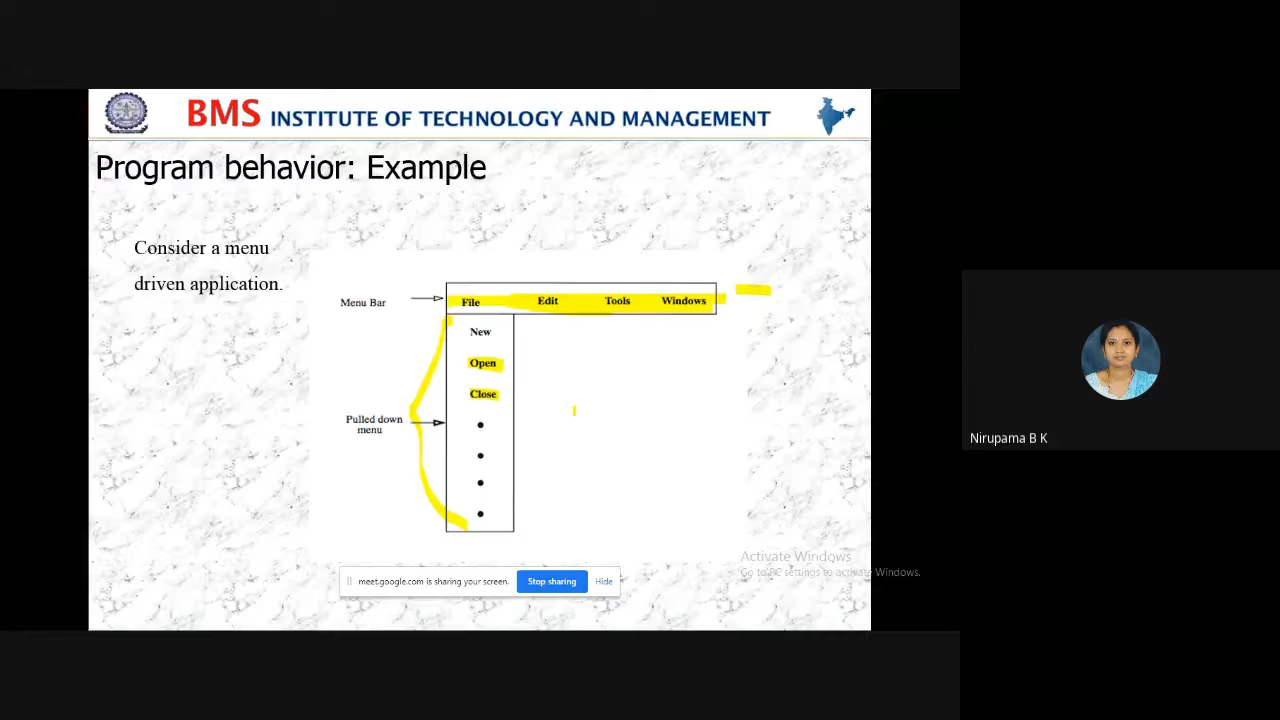 BMS INSTITUTE OF TECHNOLOGY AND MANAGEMENT
Program behavior: Example
Consider a menu
driven application.
Menu Bar
File Edit Tools Windows
New
Open
Close
Pulled down
menu
Nirupama B K
Activate Windows
Go to PC settings to activate Windows.
meet.google.com is sharing your screen. Stop sharing Hide